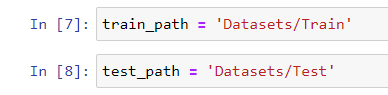 In [7]: train_path = 'Datasets/Train'
In [8]: test_path = 'Datasets/Test'